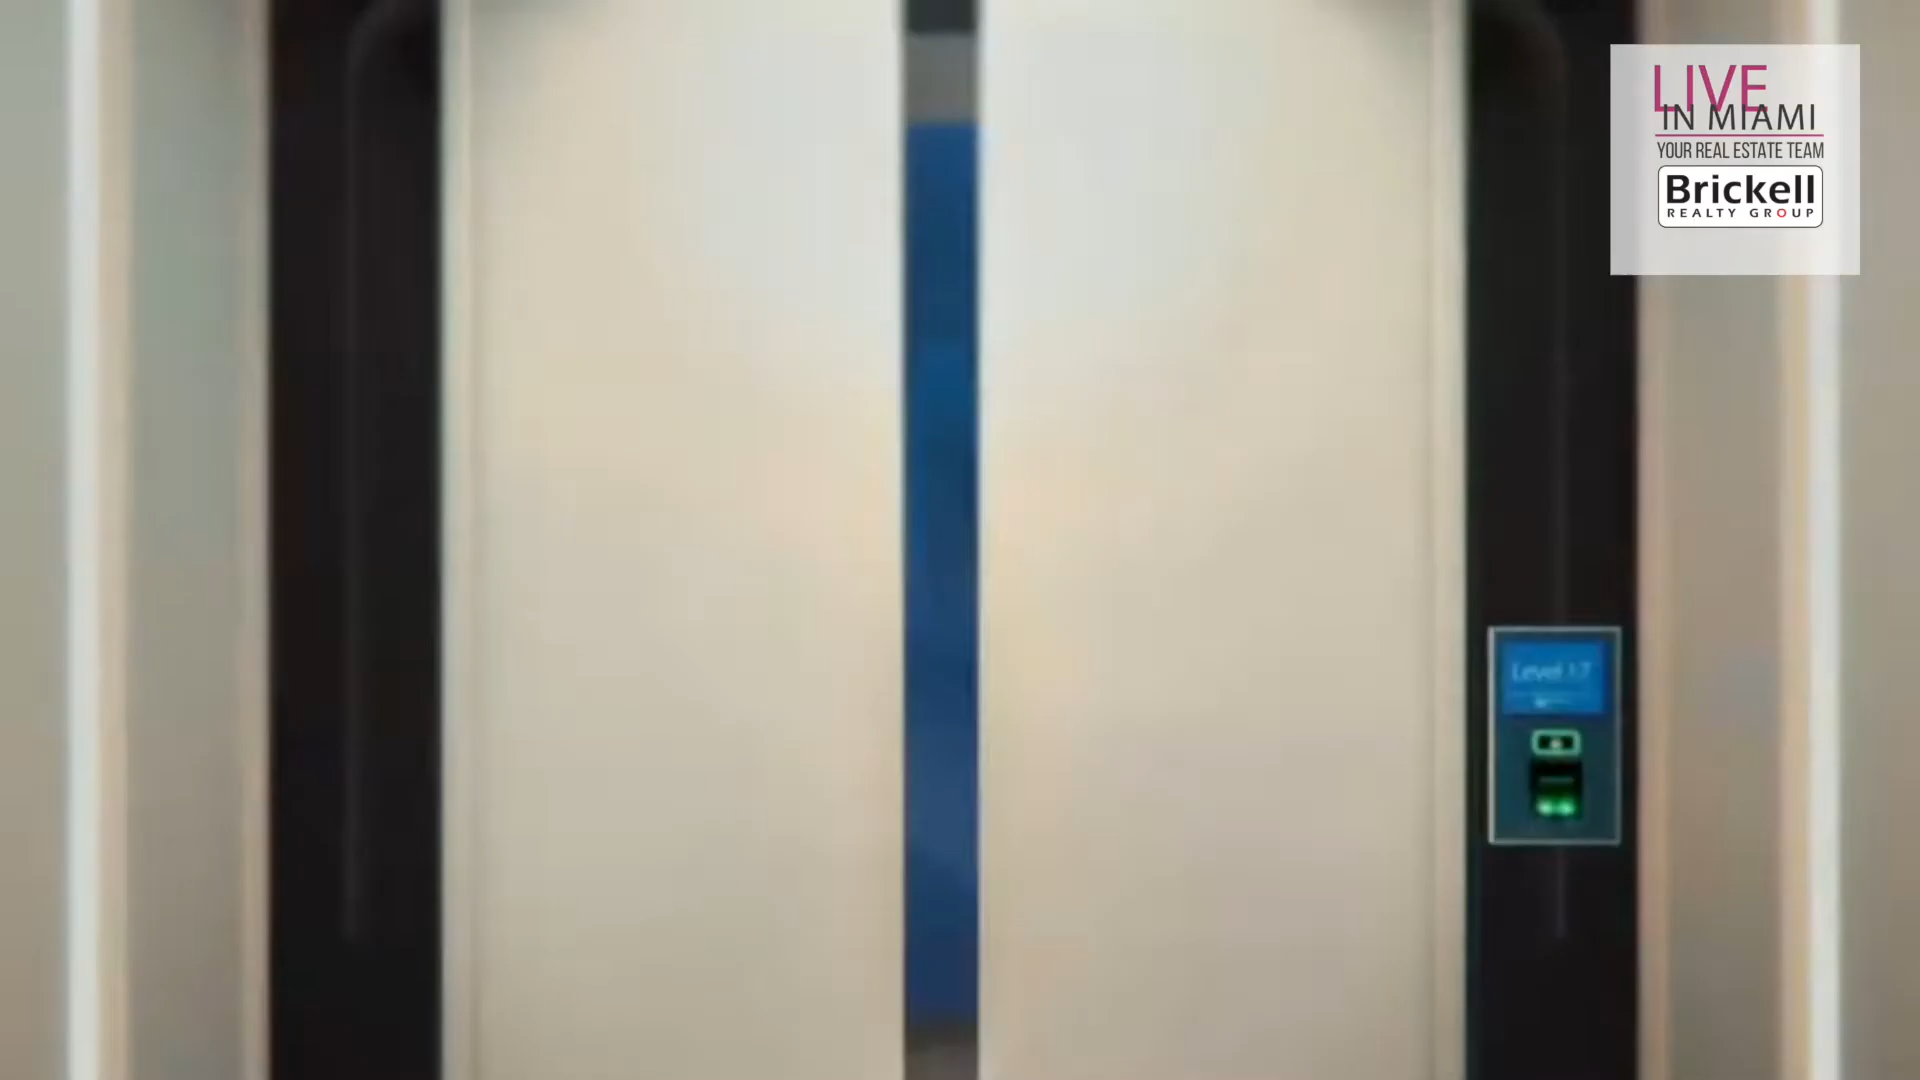 LIVE
IN MIAMI
YOUR REAL ESTATE TEAM
Brickell
REALTY GROUP
Level 17